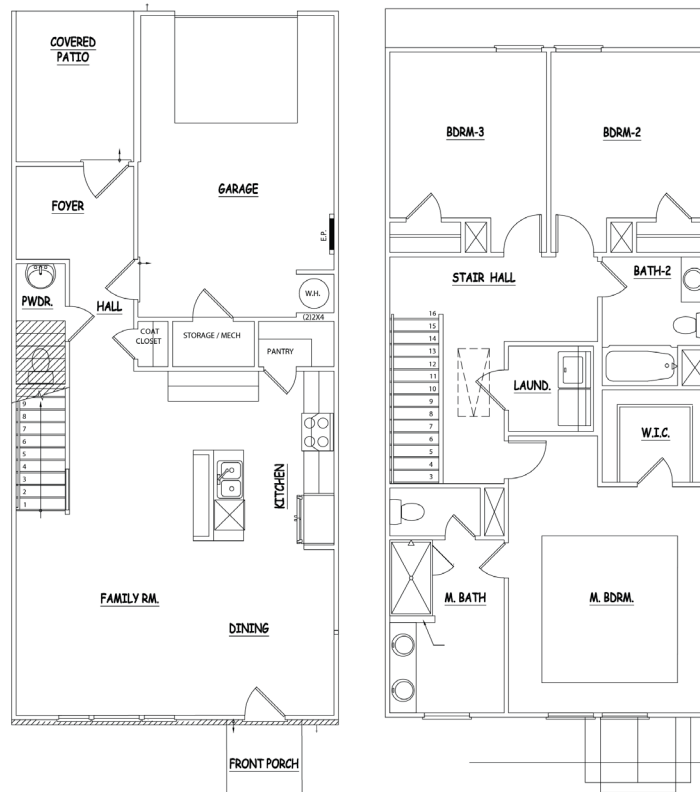 COVERED
PATIO
FOYER
GARAGE
E.P.
W.H.
(2)2X4
PWDR.
HALL
COAT
CLOSET
STORAGE / MECH
PANTRY
9
8
7
6
5
4
3
2
1
KITCHEN
FAMILY RM.
DINING
FRONT PORCH
BDRM-3
BDRM-2
STAIR HALL
BATH-2
16
15
14
13
12
11
10
9
8
7
6
5
4
3
LAUND.
W.I.C.
M. BATH
M. BDRM.